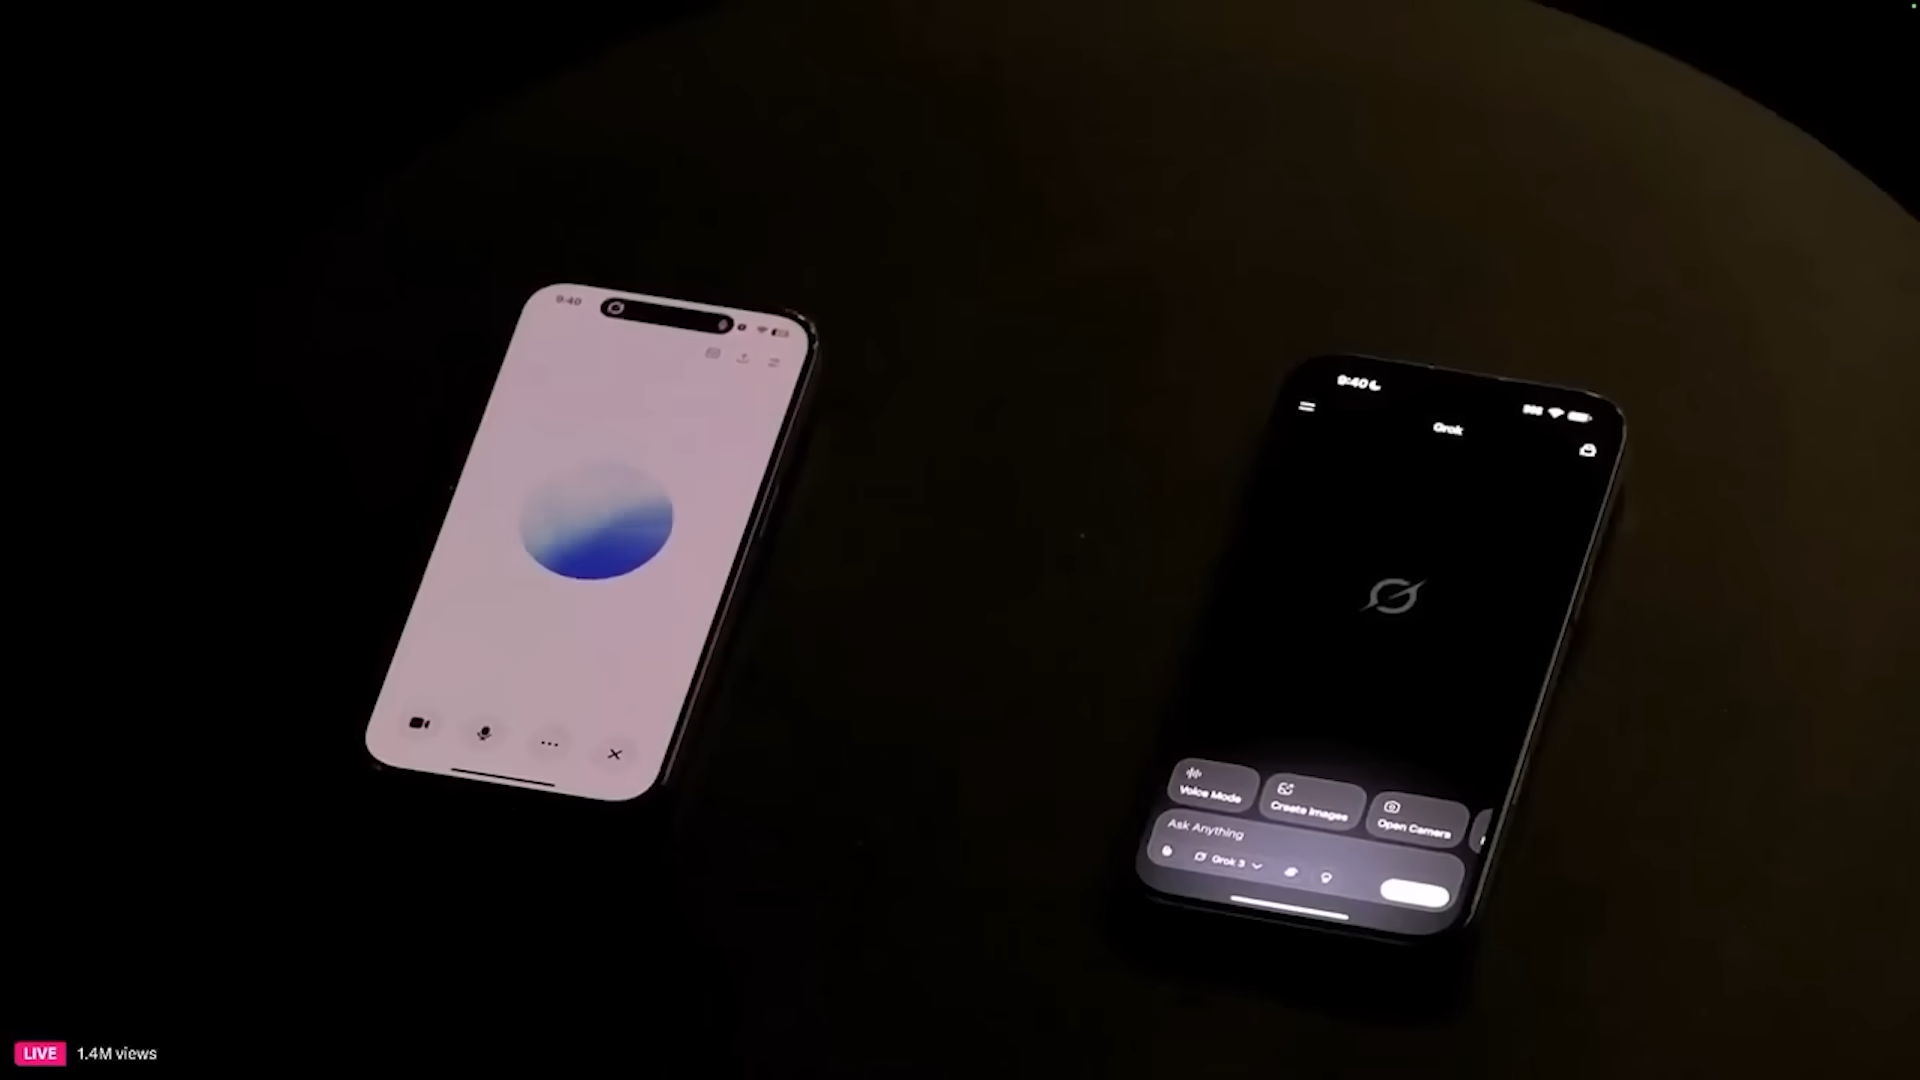 9:40
9:40
Grok
Voice Mode
Create Images
Open Camera
Ask Anything
Grok 3
LIVE 1.4M views